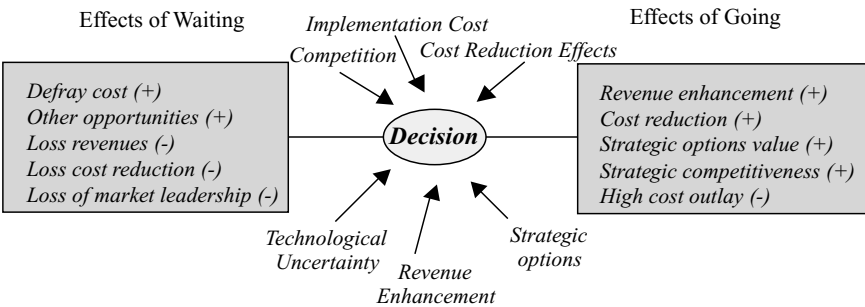 Effects of Waiting
Effects of Going
Implementation Cost
Competition
Cost Reduction Effects
Defray cost (+)
Other opportunities (+)
Loss revenues (-)
Loss cost reduction (-)
Loss of market leadership (-)
Decision
Revenue enhancement (+)
Cost reduction (+)
Strategic options value (+)
Strategic competitiveness (+)
High cost outlay (-)
Technological
Uncertainty
Revenue
Enhancement
Strategic
options